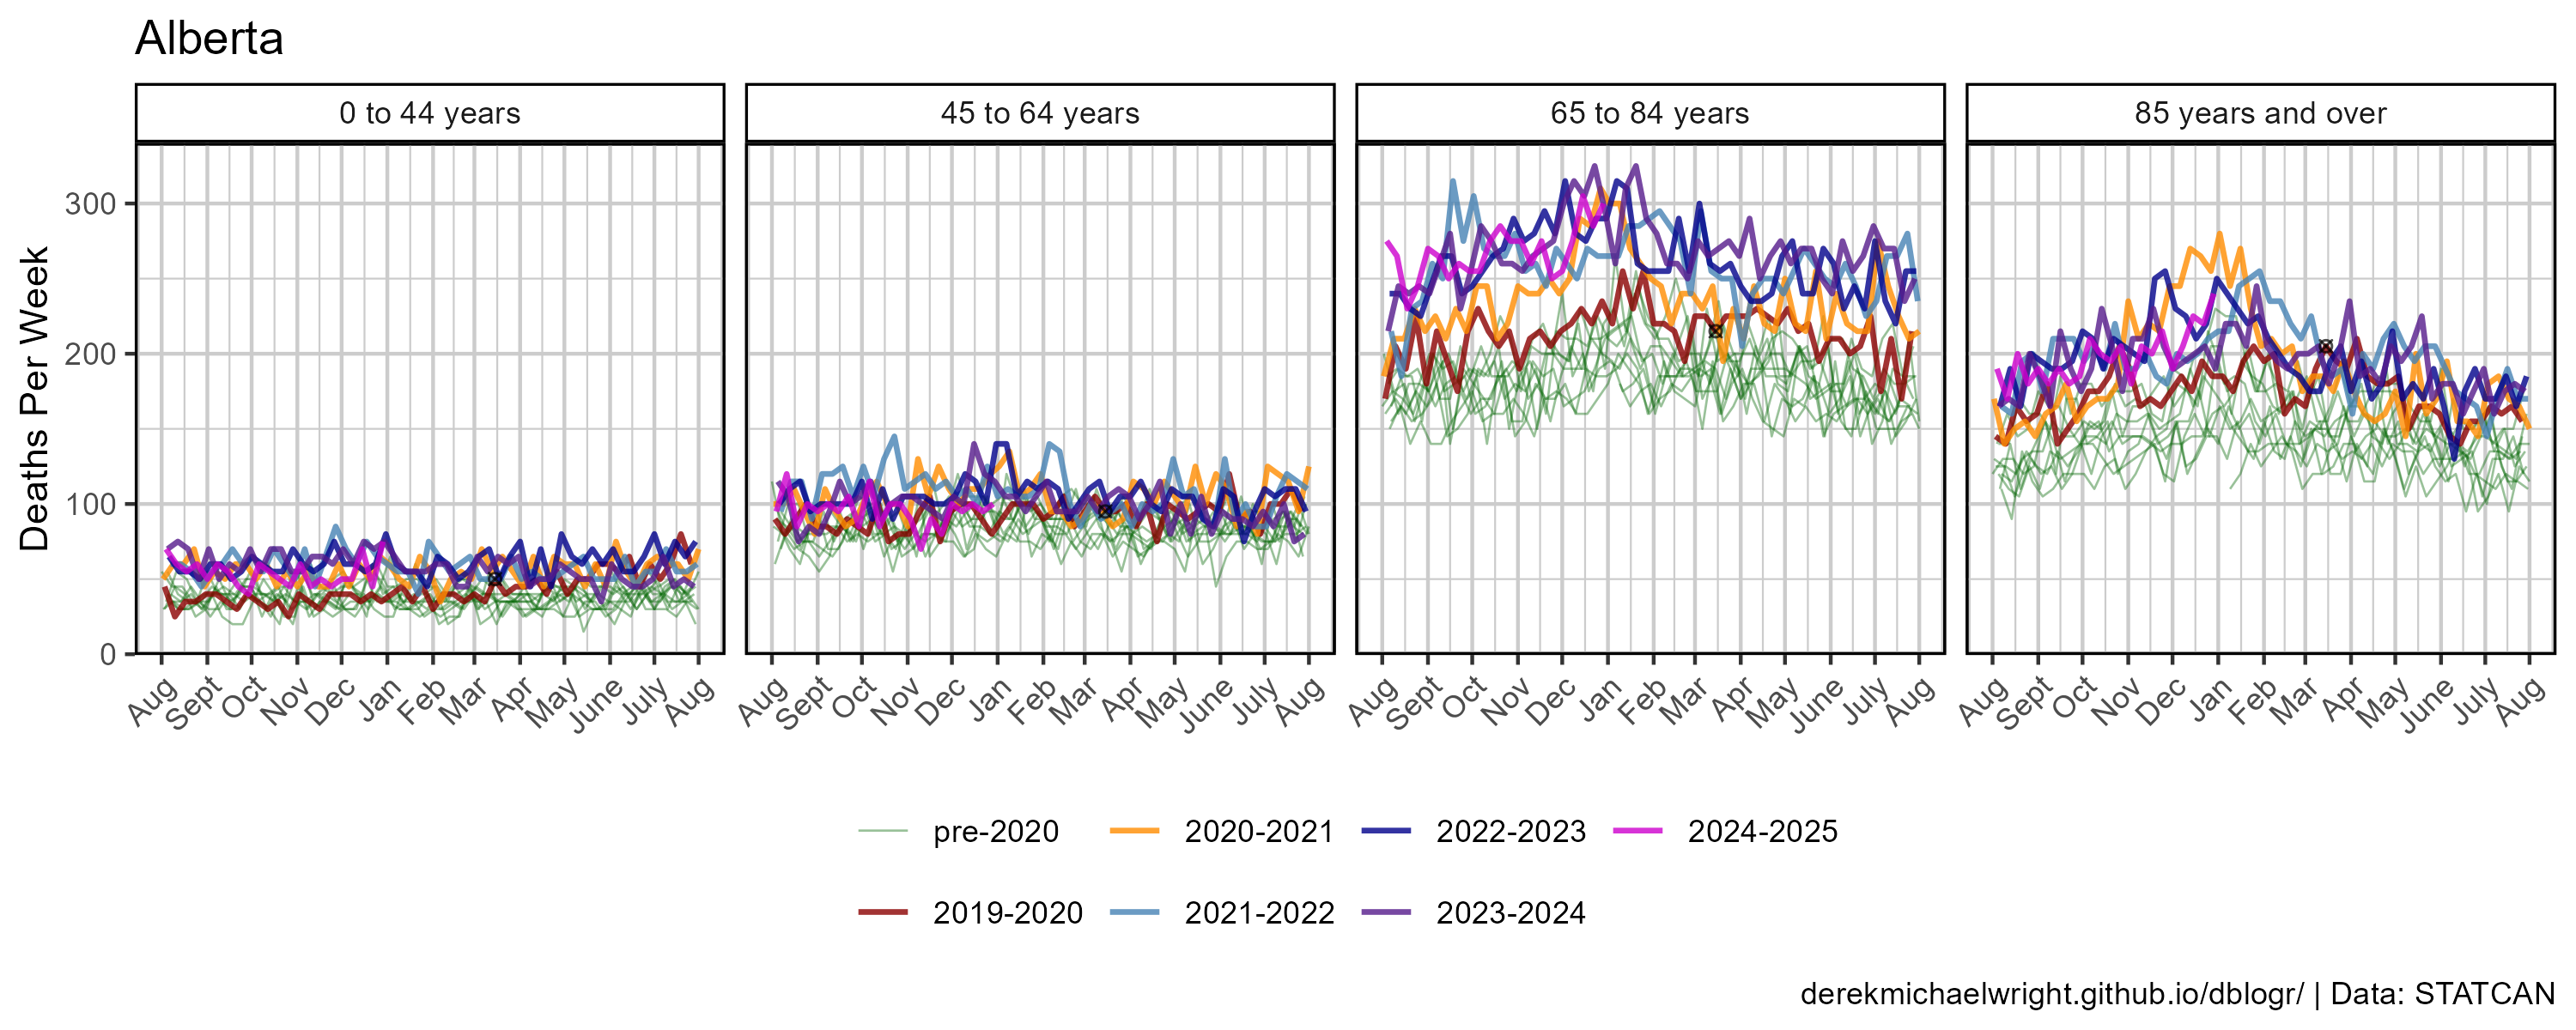 Alberta
0 to 44 years 45 to 64 years 65 to 84 years 85 years and over
Deaths Per Week
300
200
100
0
Aug Sept Oct Nov Dec Jan Feb Mar Apr May June July Aug Aug Sept Oct Nov Dec Jan Feb Mar Apr May June July Aug Aug Sept Oct Nov Dec Jan Feb Mar Apr May June July Aug Aug Sept Oct Nov Dec Jan Feb Mar Apr May June July Aug
pre-2020 2020-2021 2022-2023 2024-2025
2019-2020 2021-2022 2023-2024
derekmichaelwright.github.io/dblogr/ | Data: STATCAN